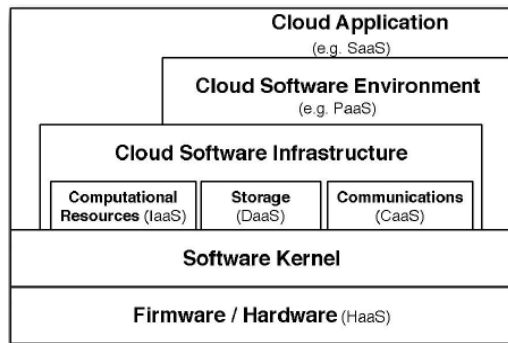 Cloud Application
(e.g. SaaS)
Cloud Software Environment
(e.g. PaaS)
Cloud Software Infrastructure
Computational
Resources (IaaS)
Storage
(DaaS)
Communications
(CaaS)
Software Kernel
Firmware / Hardware (HaaS)